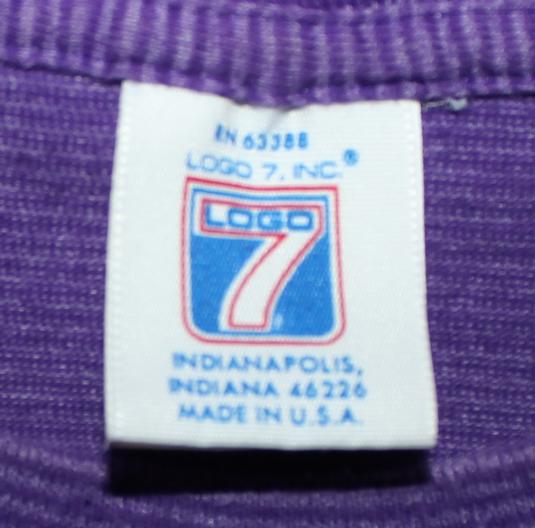 RN 63388
LOGO 7, INC.®
LOGO
7
INDIANAPOLIS,
INDIANA 46226
MADE IN U.S.A.